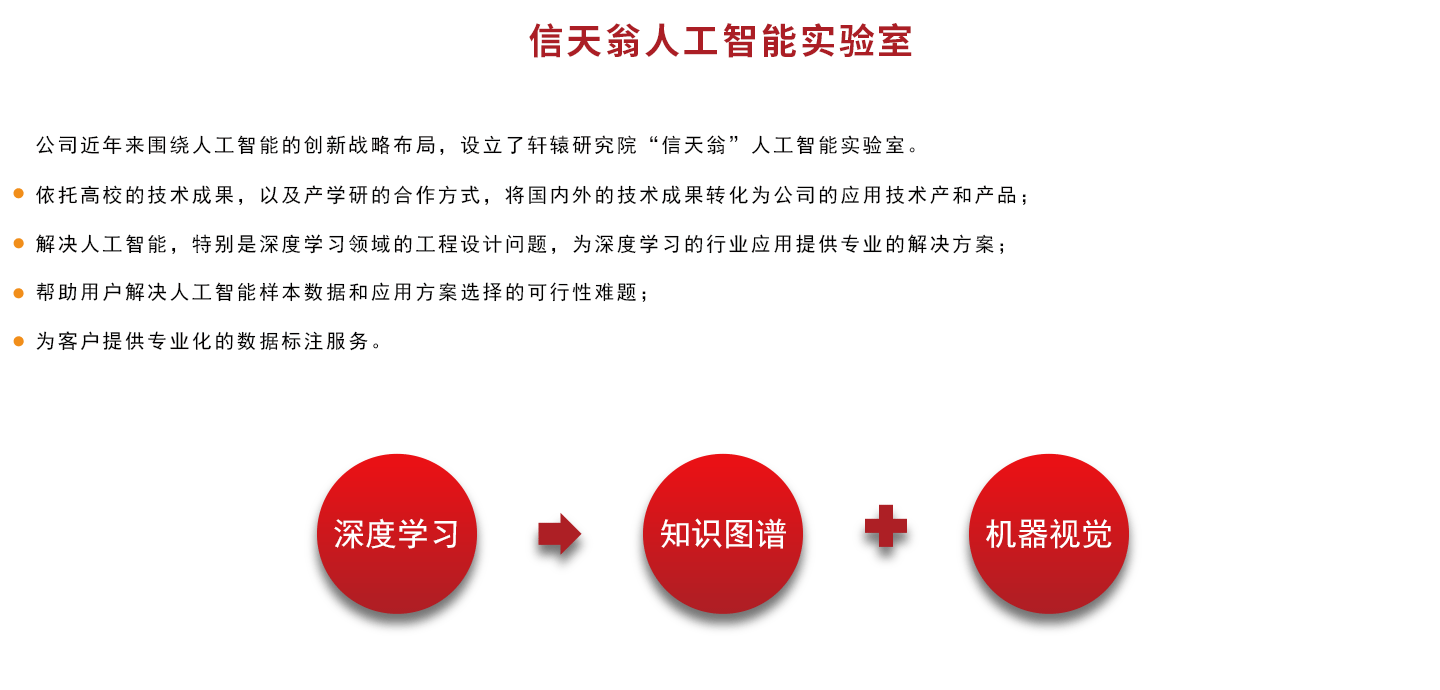 信天翁人工智能实验室
公司近年来围绕人工智能的创新战略布局，设立了轩辕研究院“信天翁”人工智能实验室。
依托高校的技术成果，以及产学研的合作方式，将国内外的技术成果转化为公司的应用技术产和产品；
解决人工智能，特别是深度学习领域的工程设计问题，为深度学习的行业应用提供专业的解决方案；
帮助用户解决人工智能样本数据和应用方案选择的可行性难题；
为客户提供专业化的数据标注服务。
深度学习
知识图谱
机器视觉